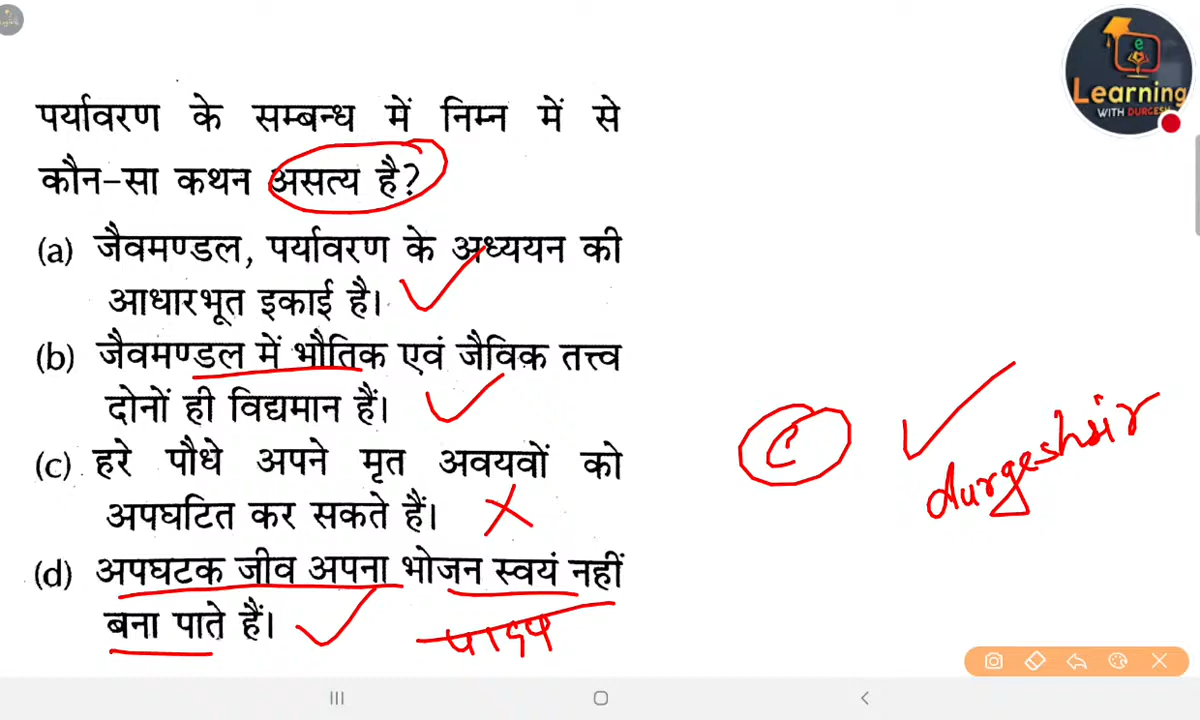 पर्यावरण के सम्बन्ध में निम्न में से
कौन-सा कथन असत्य है?
(a) जैवमण्डल, पर्यावरण के अध्ययन की
आधारभूत इकाई है।
(b) जैवमण्डल में भौतिक एवं जैविक तत्त्व
दोनों ही विद्यमान हैं।
(c) हरे पौधे अपने मृत अवयवों को
अपघटित कर सकते हैं।
(d) अपघटक जीव अपना भोजन स्वयं नहीं
बना पाते हैं।
पादप
C
durgeshsir
e
Learning
WITH DURGESH